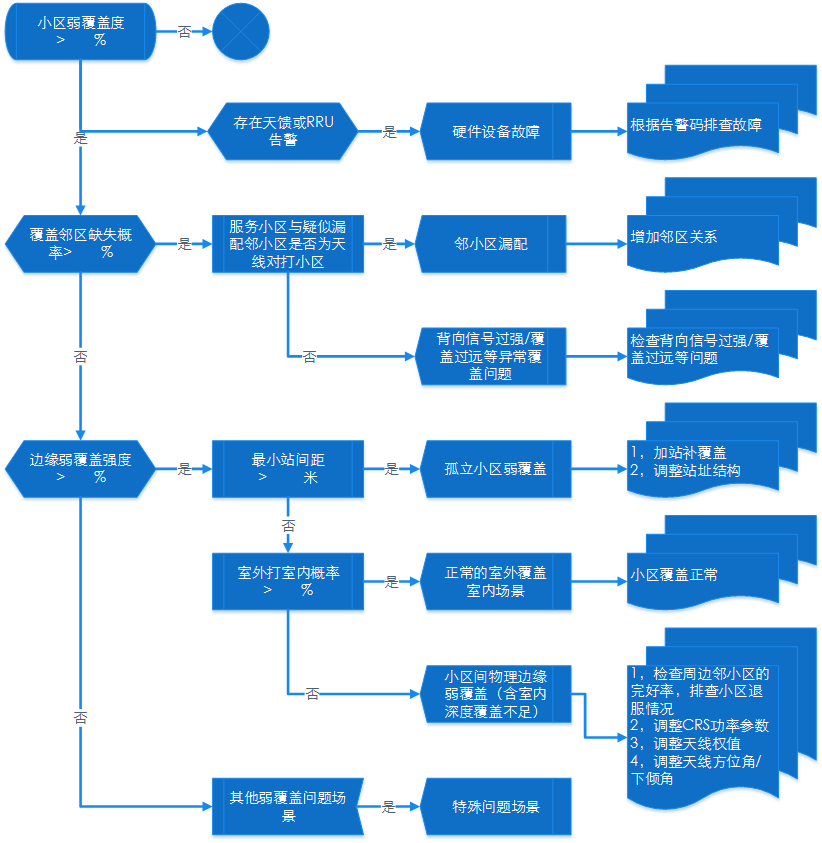 小区弱覆盖度
> %
否
是
存在天馈或RRU
告警
是
硬件设备故障
根据告警码排查故障
覆盖邻区缺失概
率> %
是
服务小区与疑似漏
配邻小区是否为天
线对打小区
是
邻小区漏配
增加邻区关系
否
否
背向信号过强/覆
盖过远等异常覆
盖问题
检查背向信号过强/覆
盖过远等问题
边缘弱覆盖强度
> %
是
最小站间距
> 米
是
孤立小区弱覆盖
1，加站补覆盖
2，调整站址结构
否
室外打室内概率
> %
是
正常的室外覆盖
室内场景
小区覆盖正常
否
小区间物理边缘
弱覆盖（含室内
深度覆盖不足）
1，检查周边邻小区的
完好率，排查小区退
服情况
2，调整CRS功率参数
3，调整天线权值
4，调整天线方位角/
下倾角
否
其他弱覆盖问题场
景
是
特殊问题场景